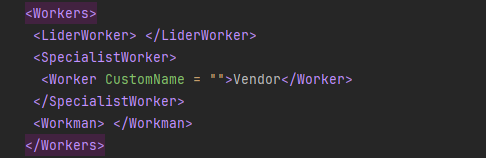 <Workers>
<LiderWorker> </LiderWorker>
<SpecialistWorker>
<Worker CustomName = "">Vendor</Worker>
</SpecialistWorker>
<Workman> </Workman>
</Workers>